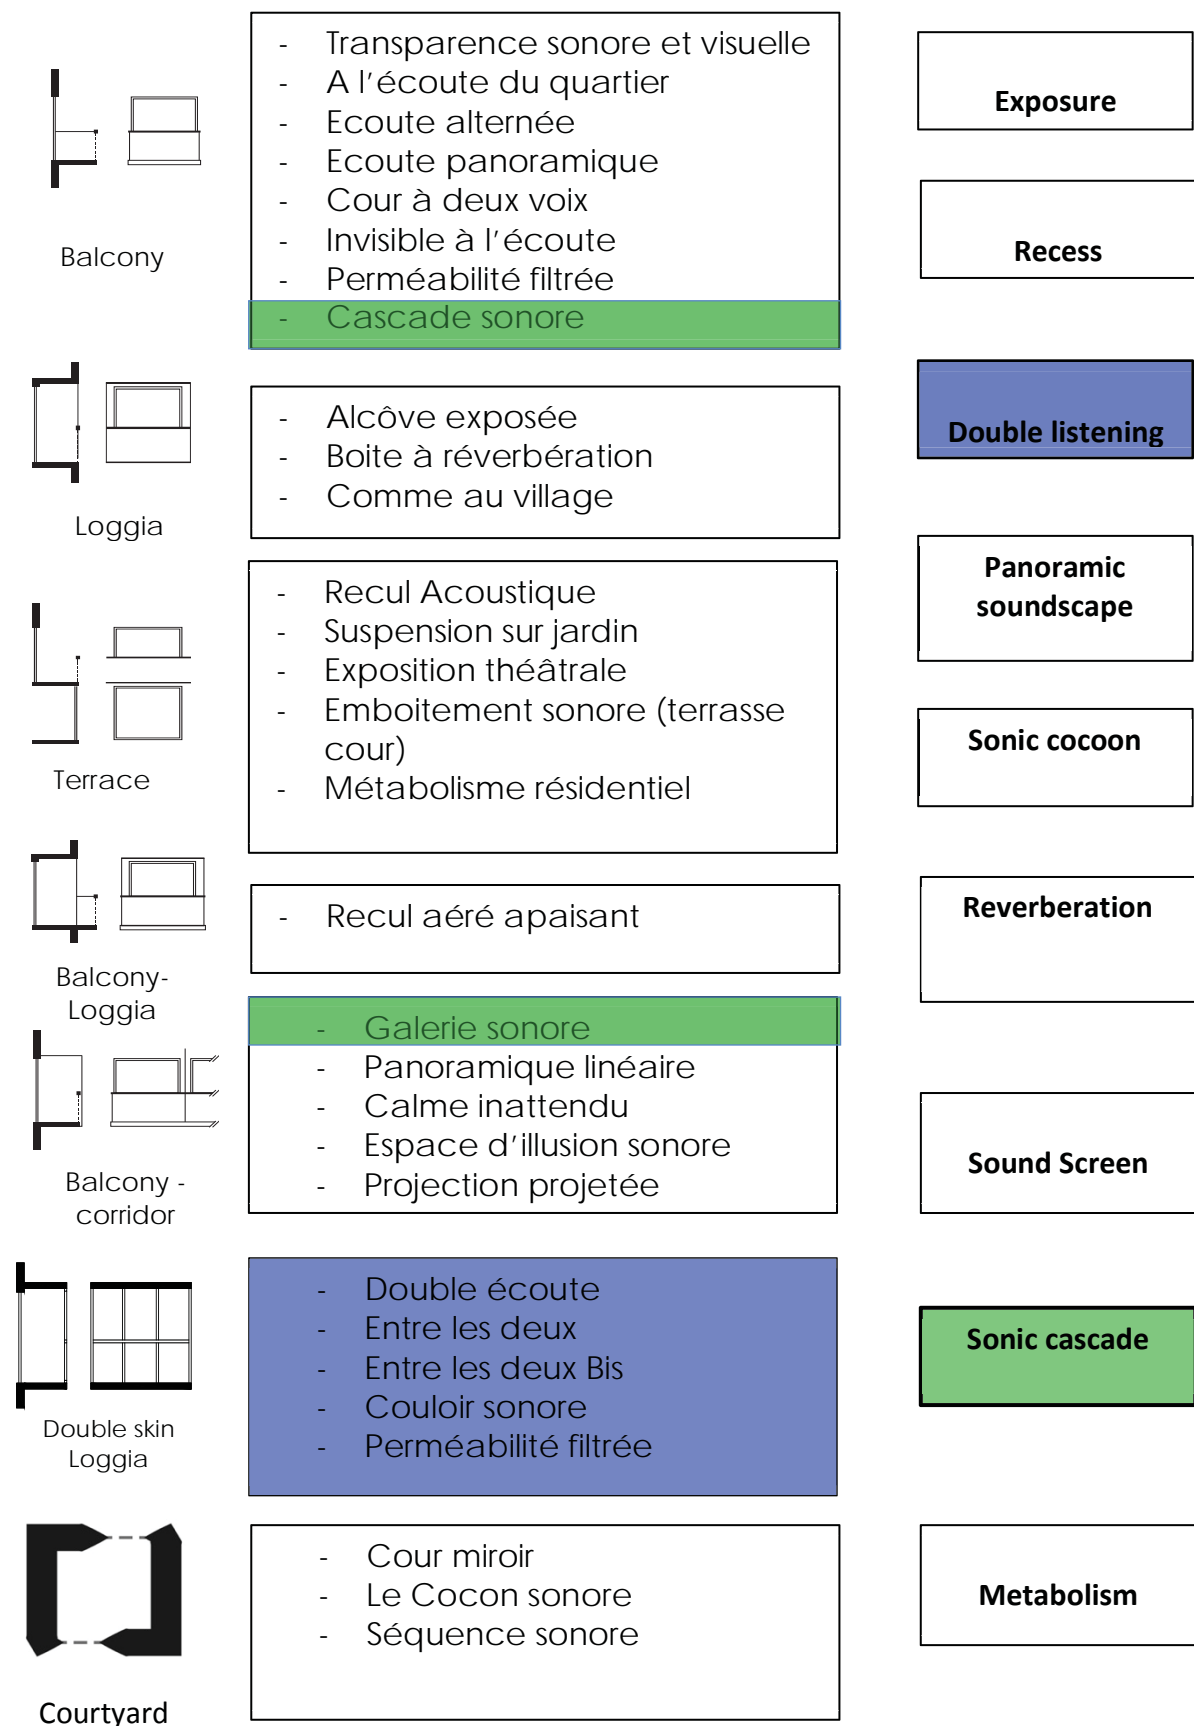 - Transparence sonore et visuelle
- A l’écoute du quartier
- Ecoute alternée
- Ecoute panoramique
- Cour à deux voix
- Invisible à l’écoute
- Perméabilité filtrée
- Cascade sonore
Balcony
- Alcôve exposée
- Boite à réverbération
- Comme au village
Loggia
- Recul Acoustique
- Suspension sur jardin
- Exposition théâtrale
- Emboitement sonore (terrasse
cour)
- Métabolisme résidentiel
Terrace
- Recul aéré apaisant
Balcony-
Loggia
- Galerie sonore
- Panoramique linéaire
- Calme inattendu
- Espace d’illusion sonore
- Projection projetée
Balcony -
corridor
- Double écoute
- Entre les deux
- Entre les deux Bis
- Couloir sonore
- Perméabilité filtrée
Double skin
Loggia
- Cour miroir
- Le Cocon sonore
- Séquence sonore
Courtyard
Exposure
Recess
Double listening
Panoramic
soundscape
Sonic cocoon
Reverberation
Sound Screen
Sonic cascade
Metabolism